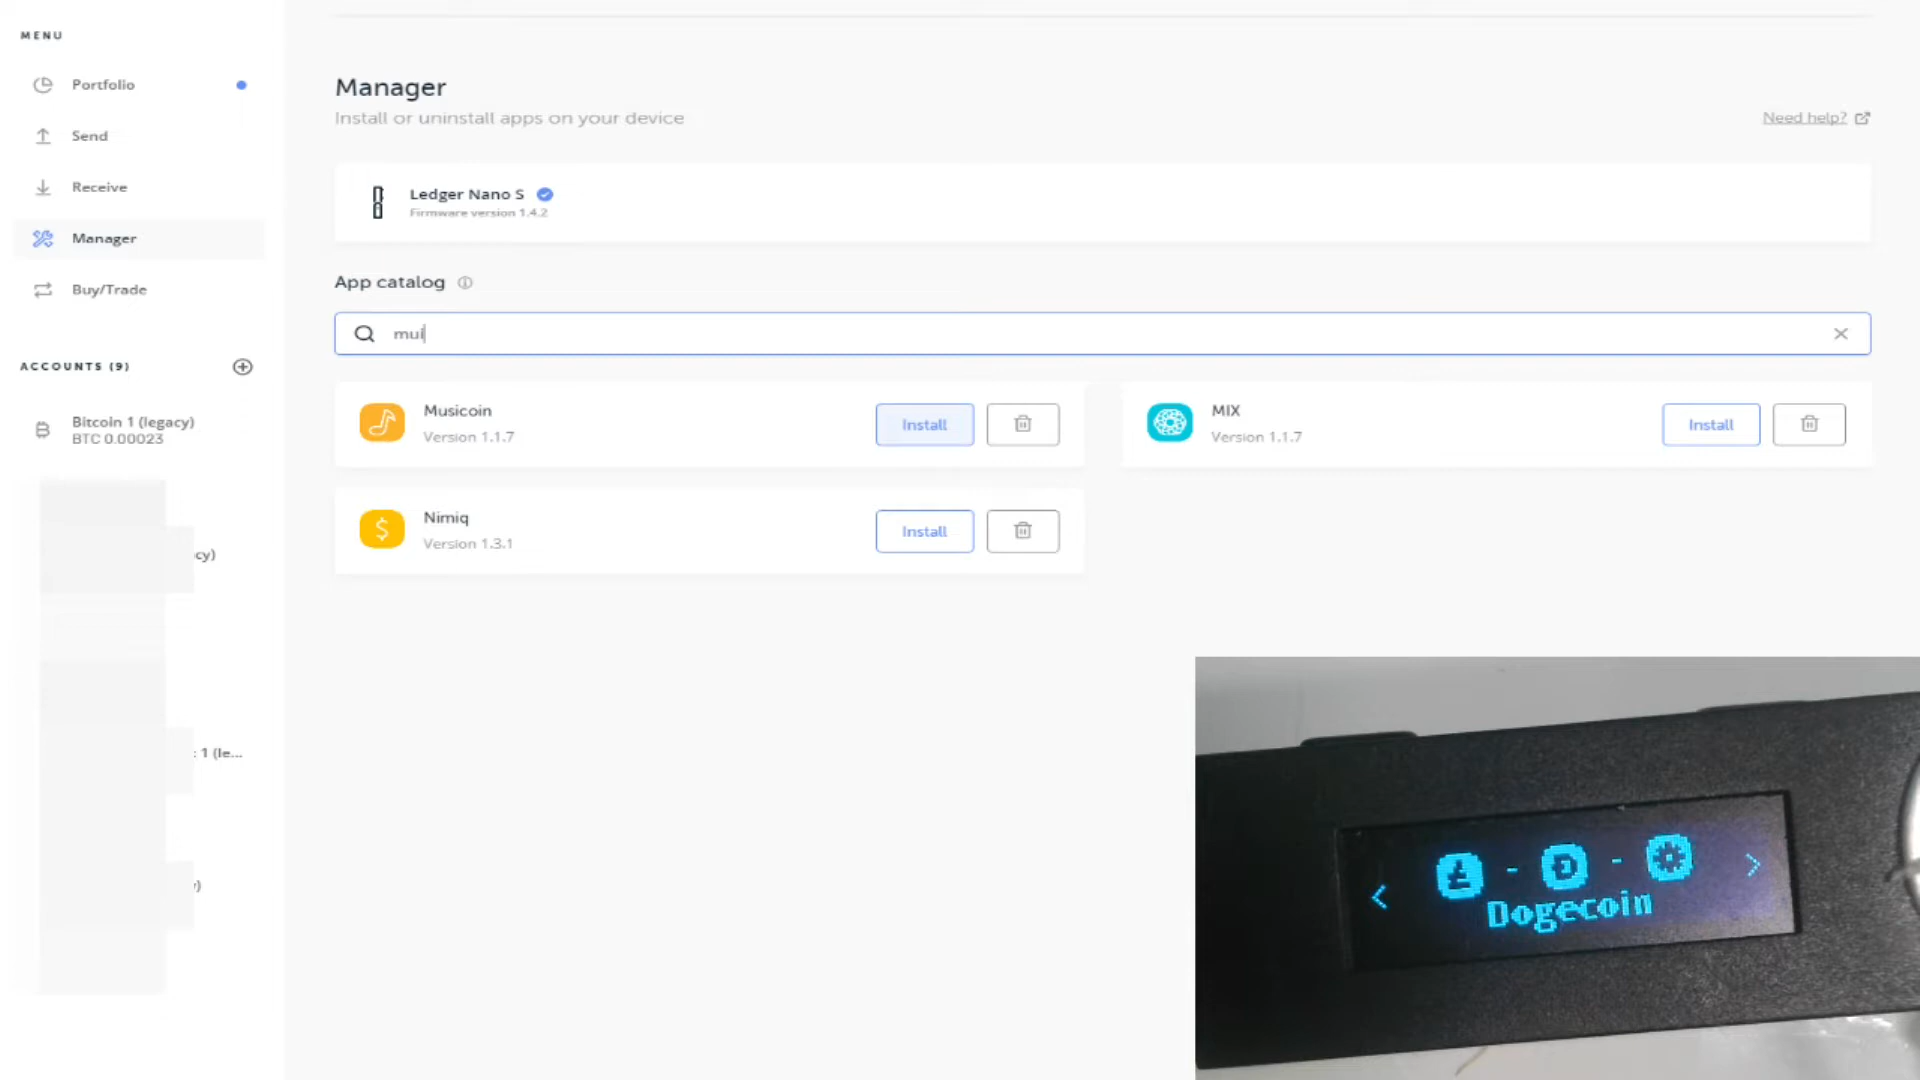 MENU
Portfolio
Send
Receive
Manager
Buy/Trade
ACCOUNTS (9)
Bitcoin 1 (legacy)
BTC 0.00023
cy)
1 (le...
)
Manager
Install or uninstall apps on your device
Need help?
Ledger Nano S
Firmware version 1.4.2
App catalog
mui
Musicoin
Version 1.1.7
Install
MIX
Version 1.1.7
Install
Nimiq
Version 1.3.1
Install
Dogecoin